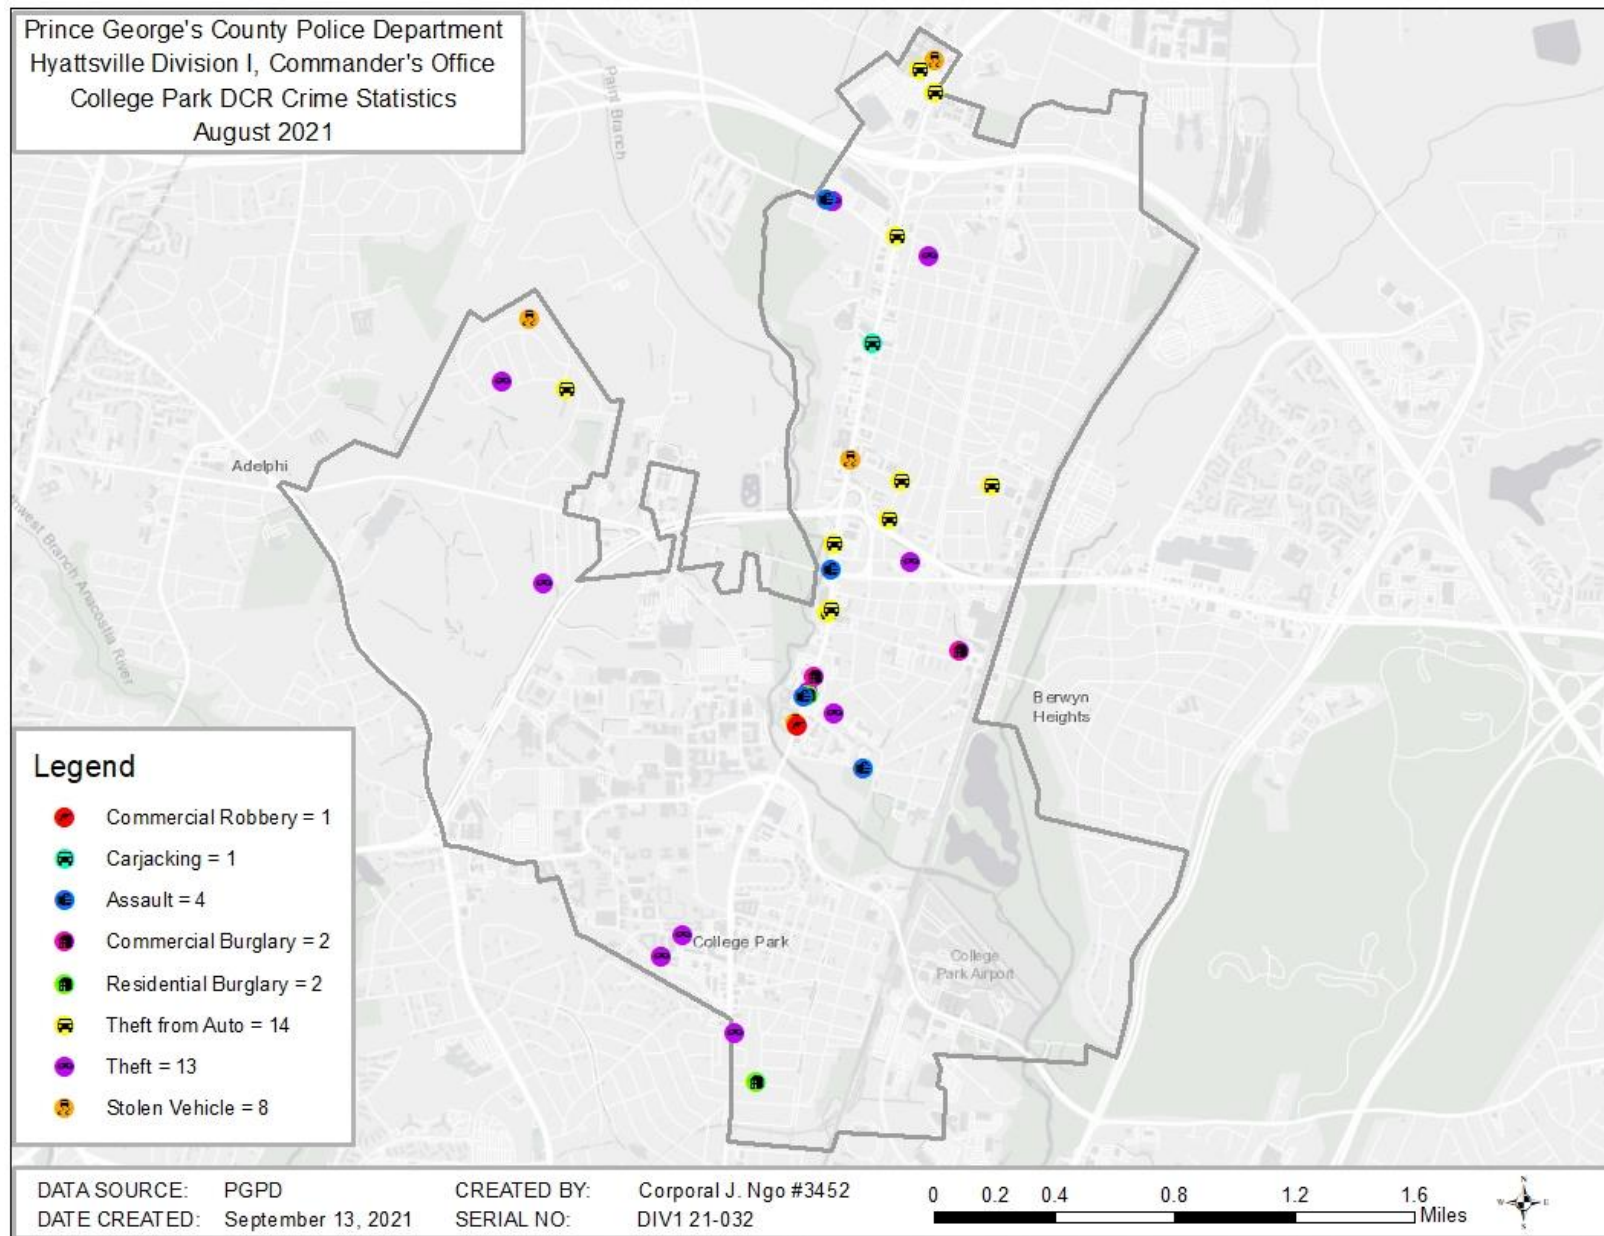 Prince George's County Police Department
Hyattsville Division I, Commander's Office
College Park DCR Crime Statistics
August 2021
Paint Branch
Adelphi
Branch Anacostia River
Berwyn
Heights
College Park
College
Park Airport
Legend
Commercial Robbery = 1
Carjacking = 1
Assault = 4
Commercial Burglary = 2
Residential Burglary = 2
Theft from Auto = 14
Theft = 13
Stolen Vehicle = 8
DATA SOURCE: PGPD
DATE CREATED: September 13, 2021
CREATED BY: Corporal J. Ngo #3452
SERIAL NO: DIV1 21-032
0 0.2 0.4 0.8 1.2 1.6
Miles
N
W E
S